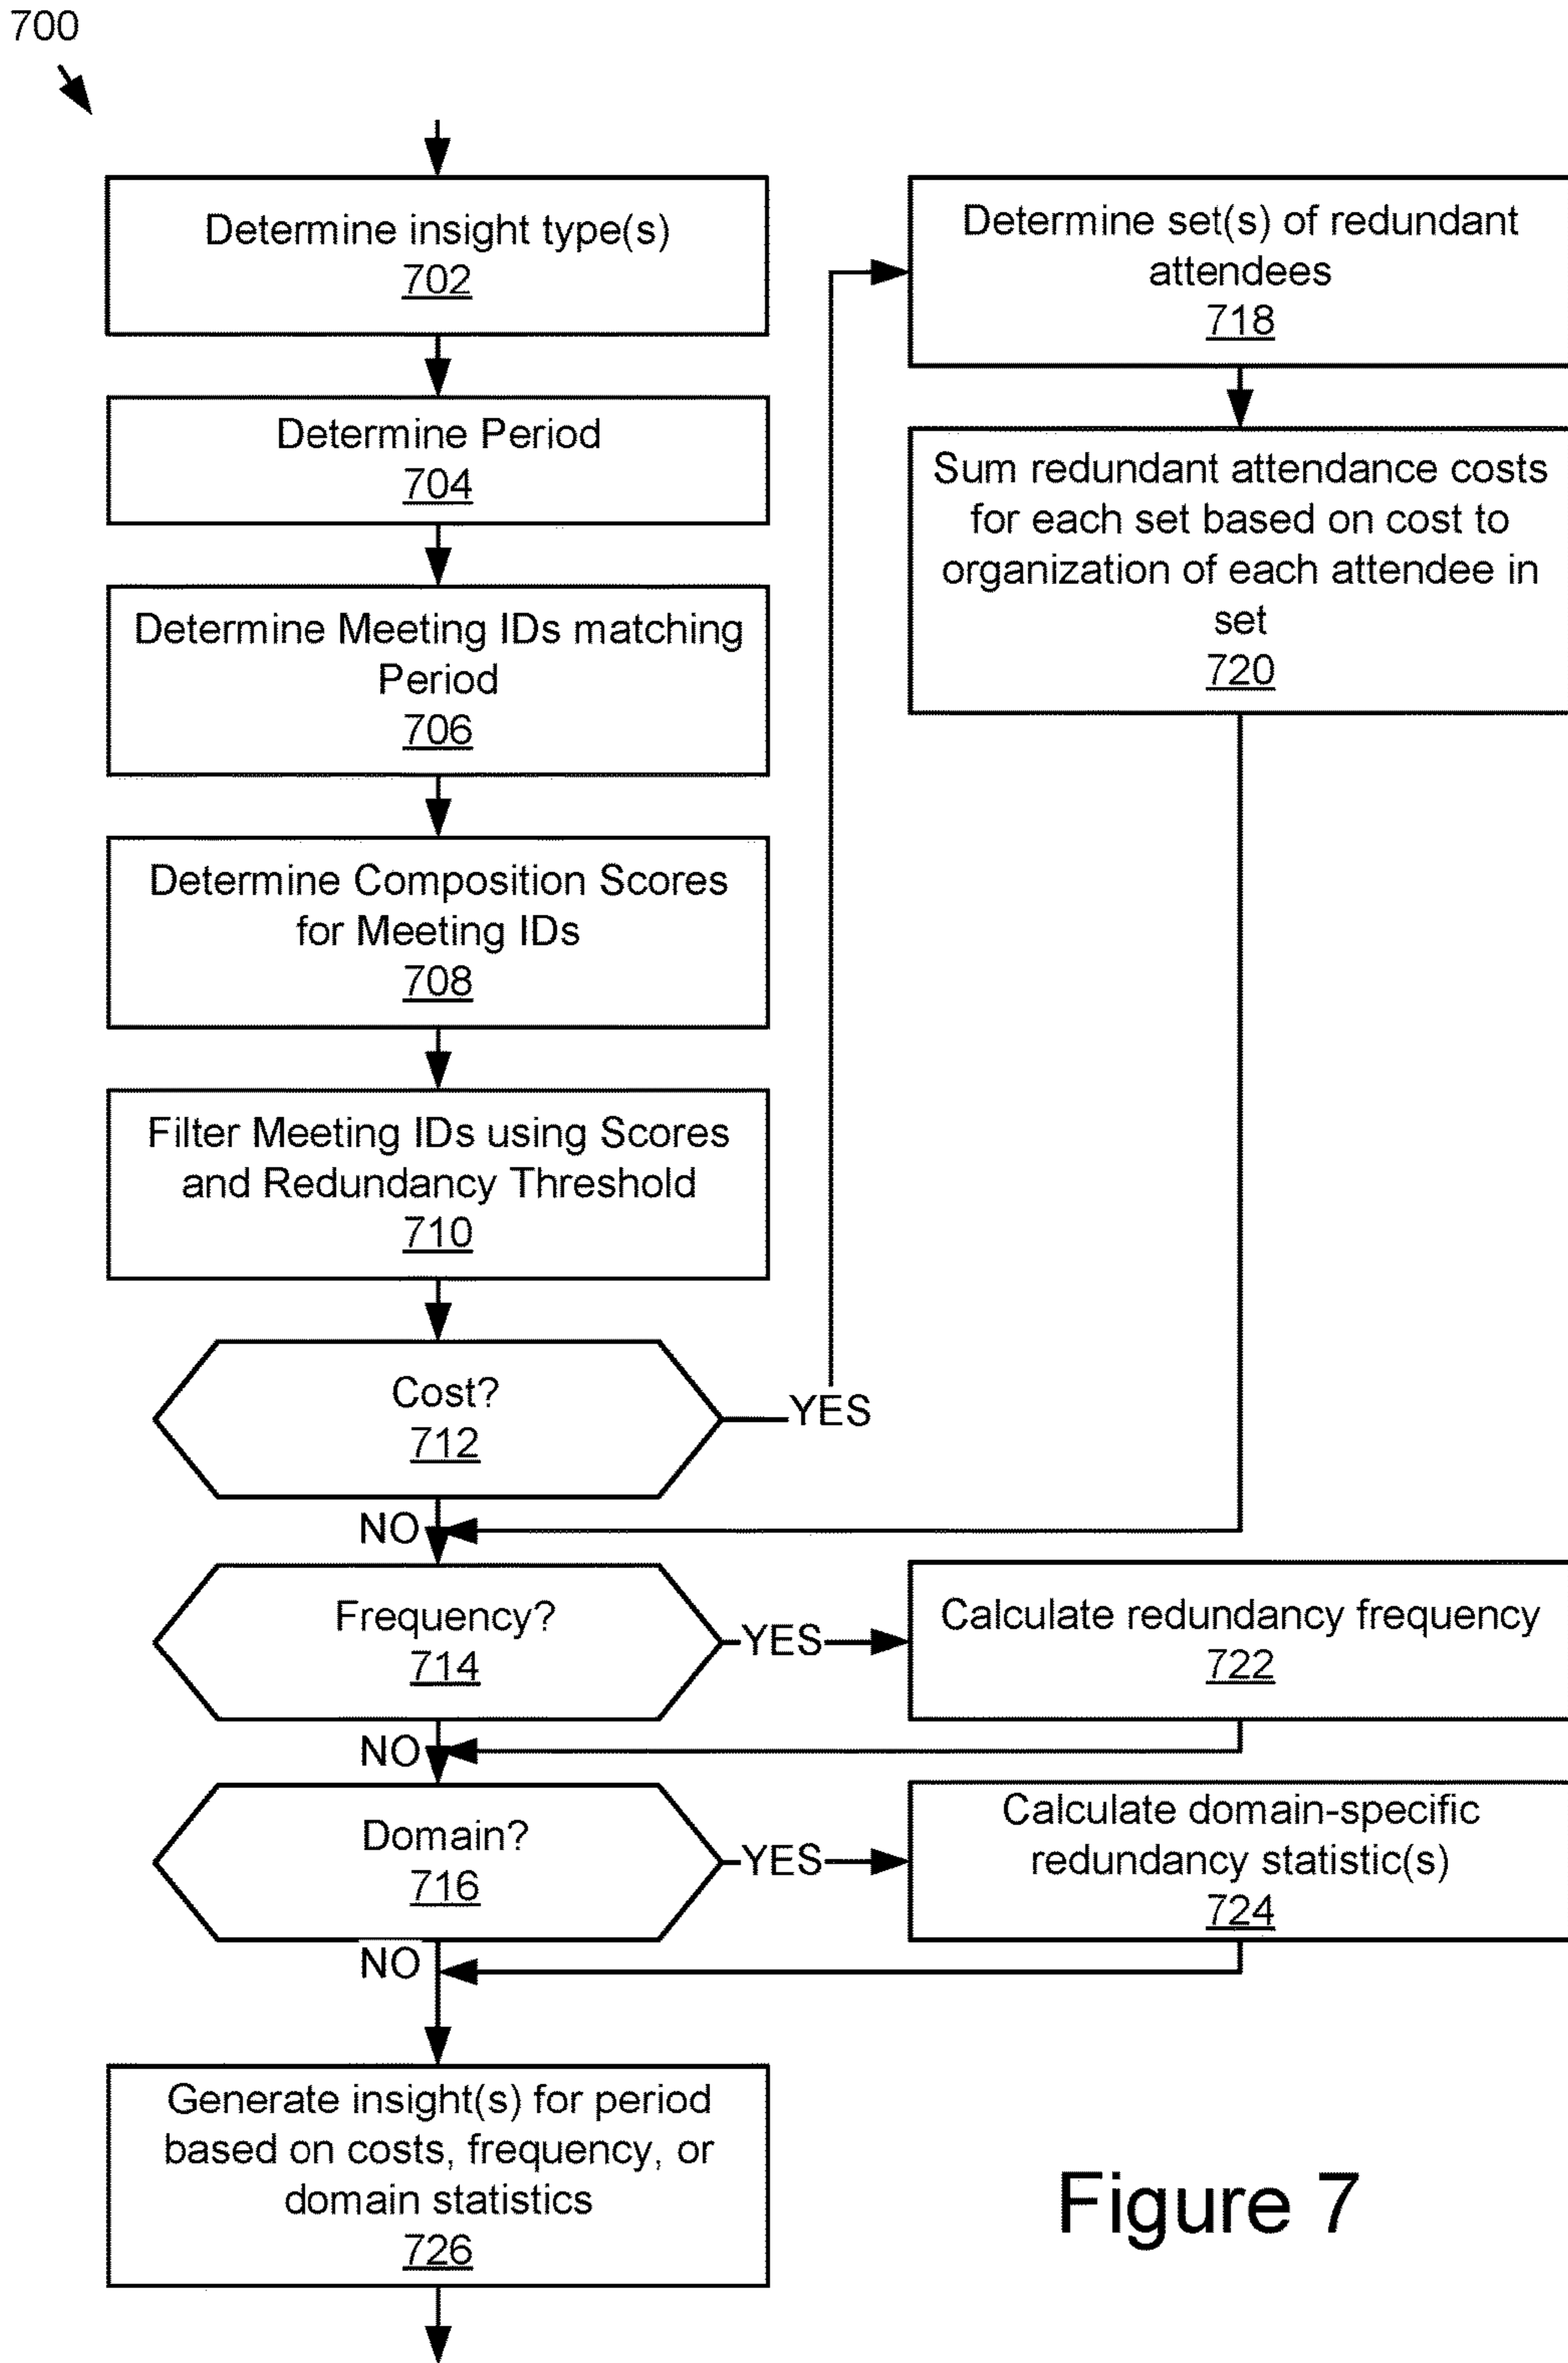 700
Determine insight type(s)
702
Determine Period
704
Determine Meeting IDs matching
Period
706
Determine Composition Scores
for Meeting IDs
708
Filter Meeting IDs using Scores
and Redundancy Threshold
710
Cost?
712
YES
NO
Determine set(s) of redundant
attendees
718
Sum redundant attendance costs
for each set based on cost to
organization of each attendee in
set
720
Frequency?
714
YES
NO
Calculate redundancy frequency
722
Domain?
716
YES
NO
Calculate domain-specific
redundancy statistic(s)
724
Generate insight(s) for period
based on costs, frequency, or
domain statistics
726
Figure 7